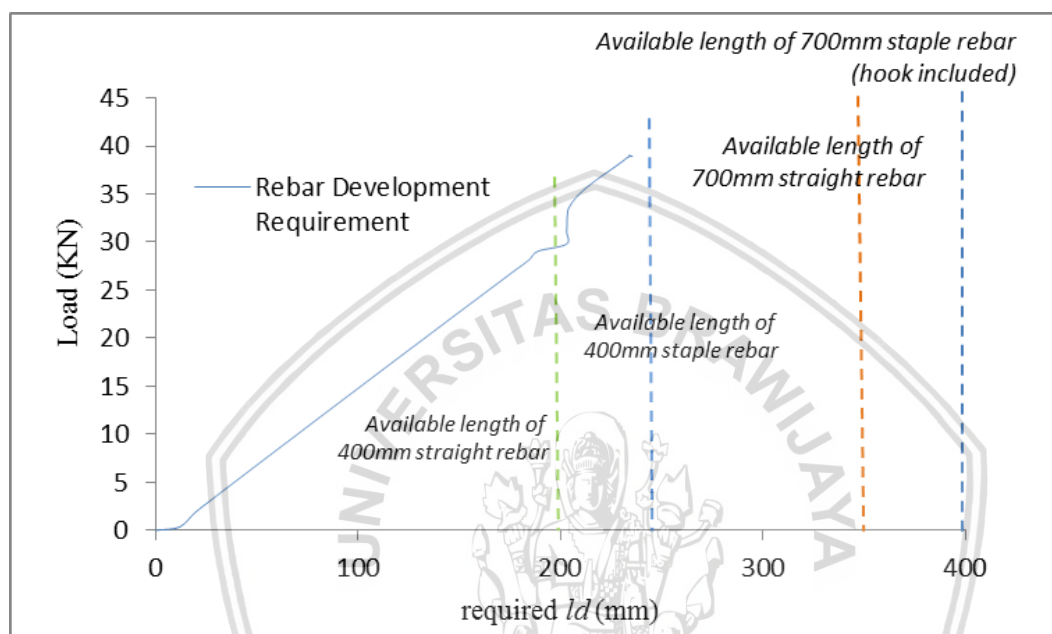 Available length of 700mm staple rebar
(hook included)
45
40
35
30
25
20
15
10
5
0
Load (KN)
Rebar Development
Requirement
Available length of
700mm straight rebar
Available length of
400mm staple rebar
Available length of
400mm straight rebar
UNIVERSITAS BRAWIJAYA
0 100 200 300 400
required ld (mm)